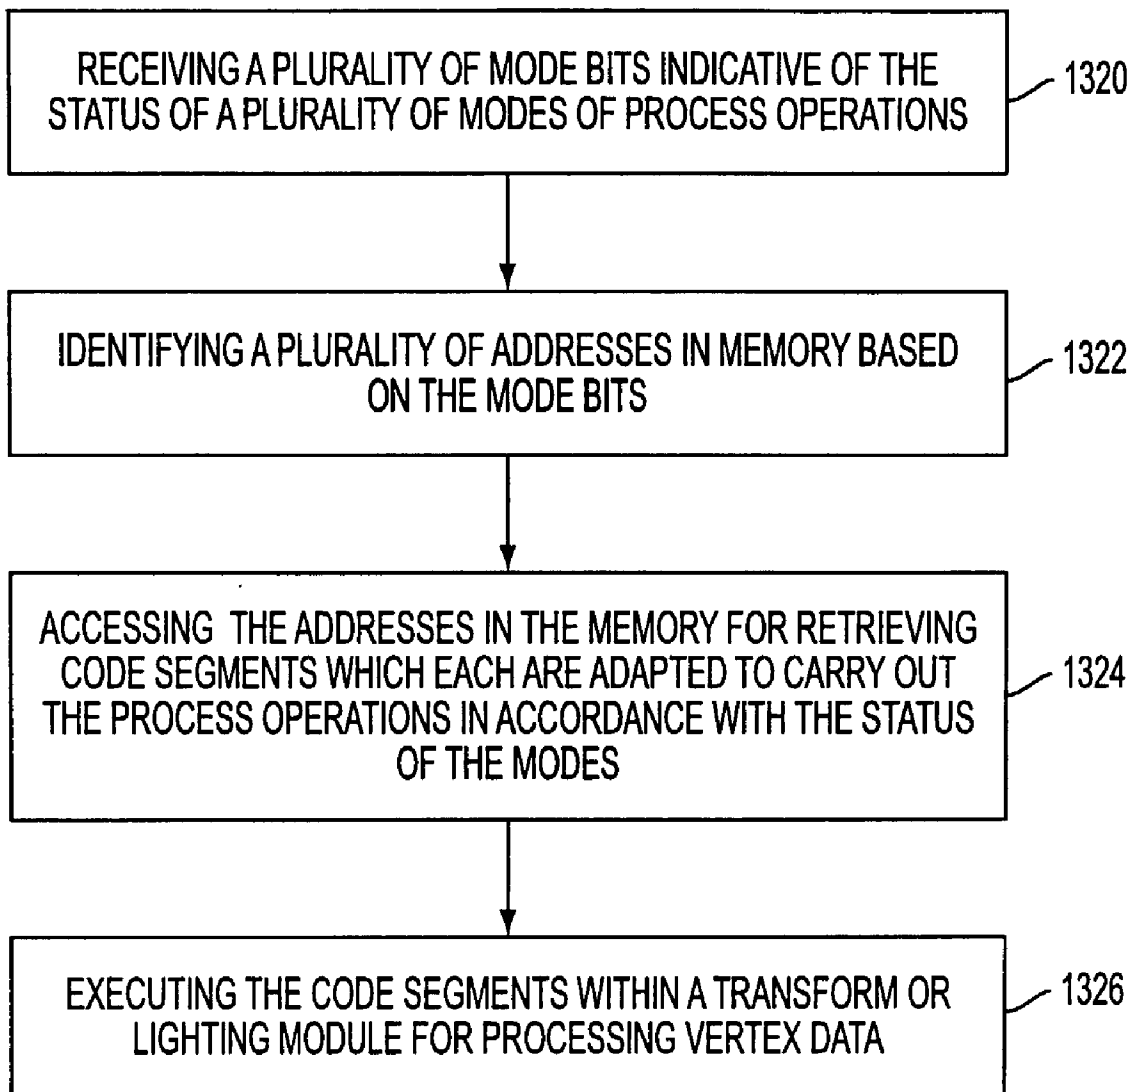 RECEIVING A PLURALITY OF MODE BITS INDICATIVE OF THE
STATUS OF A PLURALITY OF MODES OF PROCESS OPERATIONS
1320
IDENTIFYING A PLURALITY OF ADDRESSES IN MEMORY BASED
ON THE MODE BITS
1322
ACCESSING THE ADDRESSES IN THE MEMORY FOR RETRIEVING
CODE SEGMENTS WHICH EACH ARE ADAPTED TO CARRY OUT
THE PROCESS OPERATIONS IN ACCORDANCE WITH THE STATUS
OF THE MODES
1324
EXECUTING THE CODE SEGMENTS WITHIN A TRANSFORM OR
LIGHTING MODULE FOR PROCESSING VERTEX DATA
1326